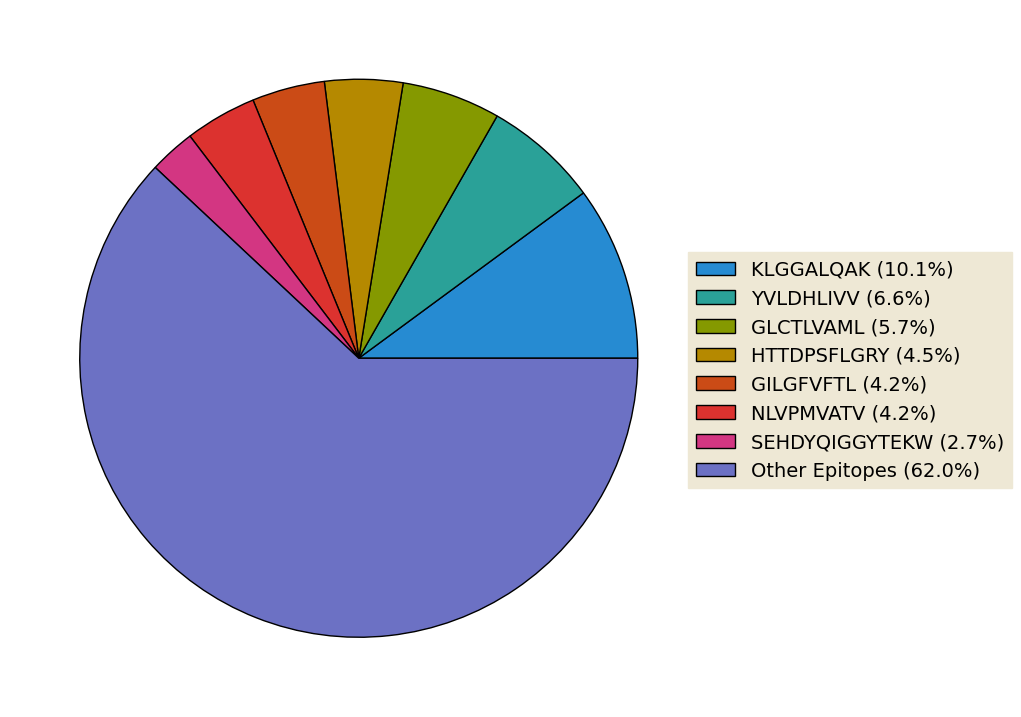 KLGGALQAK (10.1%)
YVLDHLIVV (6.6%)
GLCTLVAML (5.7%)
HTTDPSFLGRY (4.5%)
GILGFVFTL (4.2%)
NLVPMVATV (4.2%)
SEHDYQIGGYTEKW (2.7%)
Other Epitopes (62.0%)